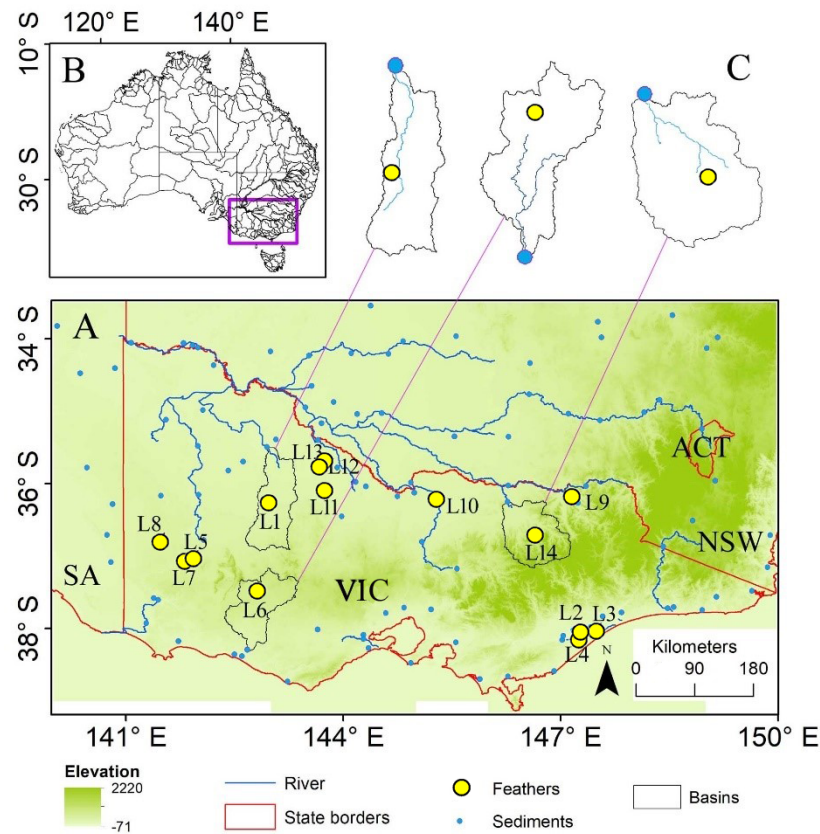 120° E 140° E
10° S
30° S
B
C
A
34° S
36° S
38° S
L13
L12
L11
L1
L10
L9
L8
L5
L7
L14
L6
L2 L3
L4
SA
VIC
NSW
ACT
Kilometers
0 90 180
N
141° E 144° E 147° E 150° E
Elevation
2220
-71
River
State borders
Feathers
Sediments
Basins